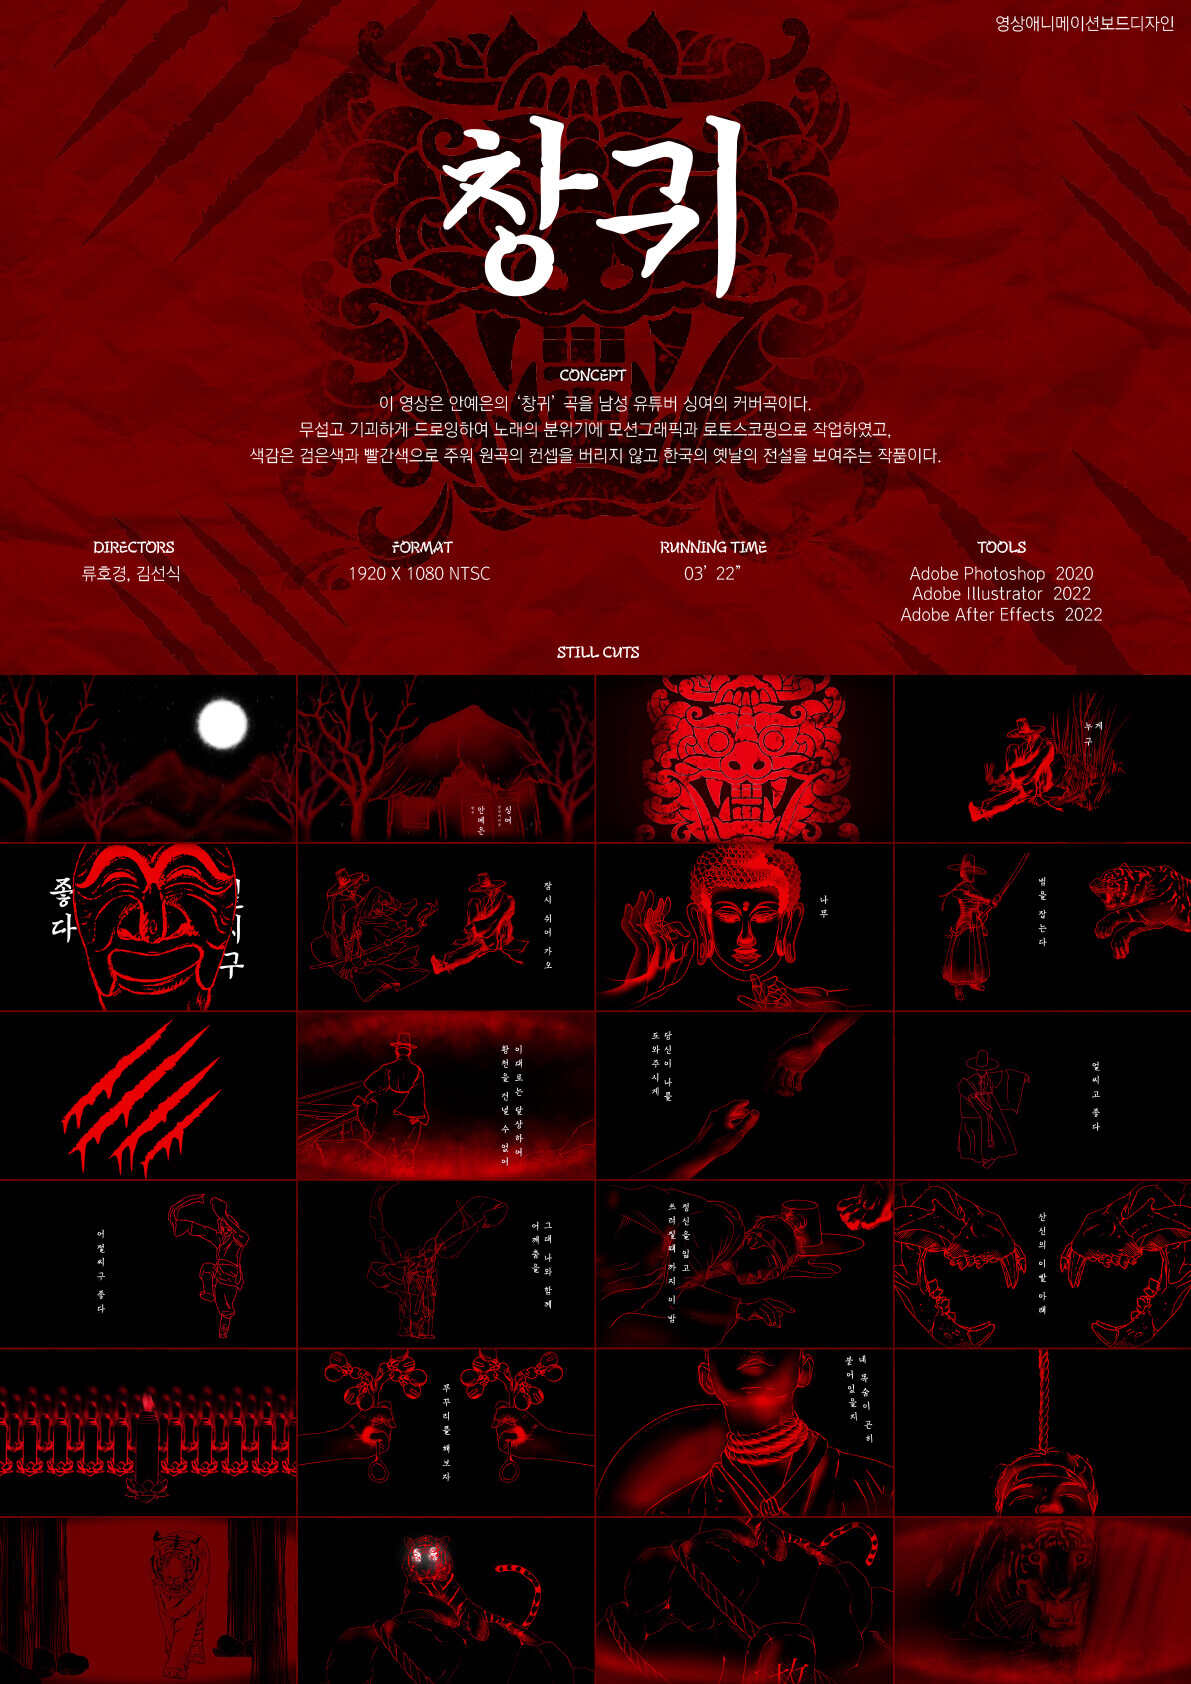 영상애니메이션보드디자인
창귀
CONCEPT
이 영상은 안예은의 ‘창귀’ 곡을 남성 유튜버 싱여의 커버곡이다.
무섭고 기괴하게 드로잉하여 노래의 분위기에 모션그래픽과 로토스코핑으로 작업하였고,
색감은 검은색과 빨간색으로 주워 원곡의 컨셉을 버리지 않고 한국의 옛날의 전설을 보여주는 작품이다.
DIRECTORS
류호경, 김선식
FORMAT
1920 X 1080 NTSC
RUNNING TIME
03’ 22”
TOOLS
Adobe Photoshop 2020
Adobe Illustrator 2022
Adobe After Effects 2022
STILL CUTS
싱여
안예은
게
누구
좋다
구
잠시 쉬어 가오
나무
범을 잡는다
이대로는 달상하여
황천을 건널 수 없어
당신이 나를
도와주시게
얼씨고 좋다
어절씨구 좋다
그대 나와 함께
어깨춤을
정신을 잃고
쓰러질때까지 이 밤
산신의 이빨 아래
푸꾸리를 해보자
네 목숨이 곤히
붙어있을지